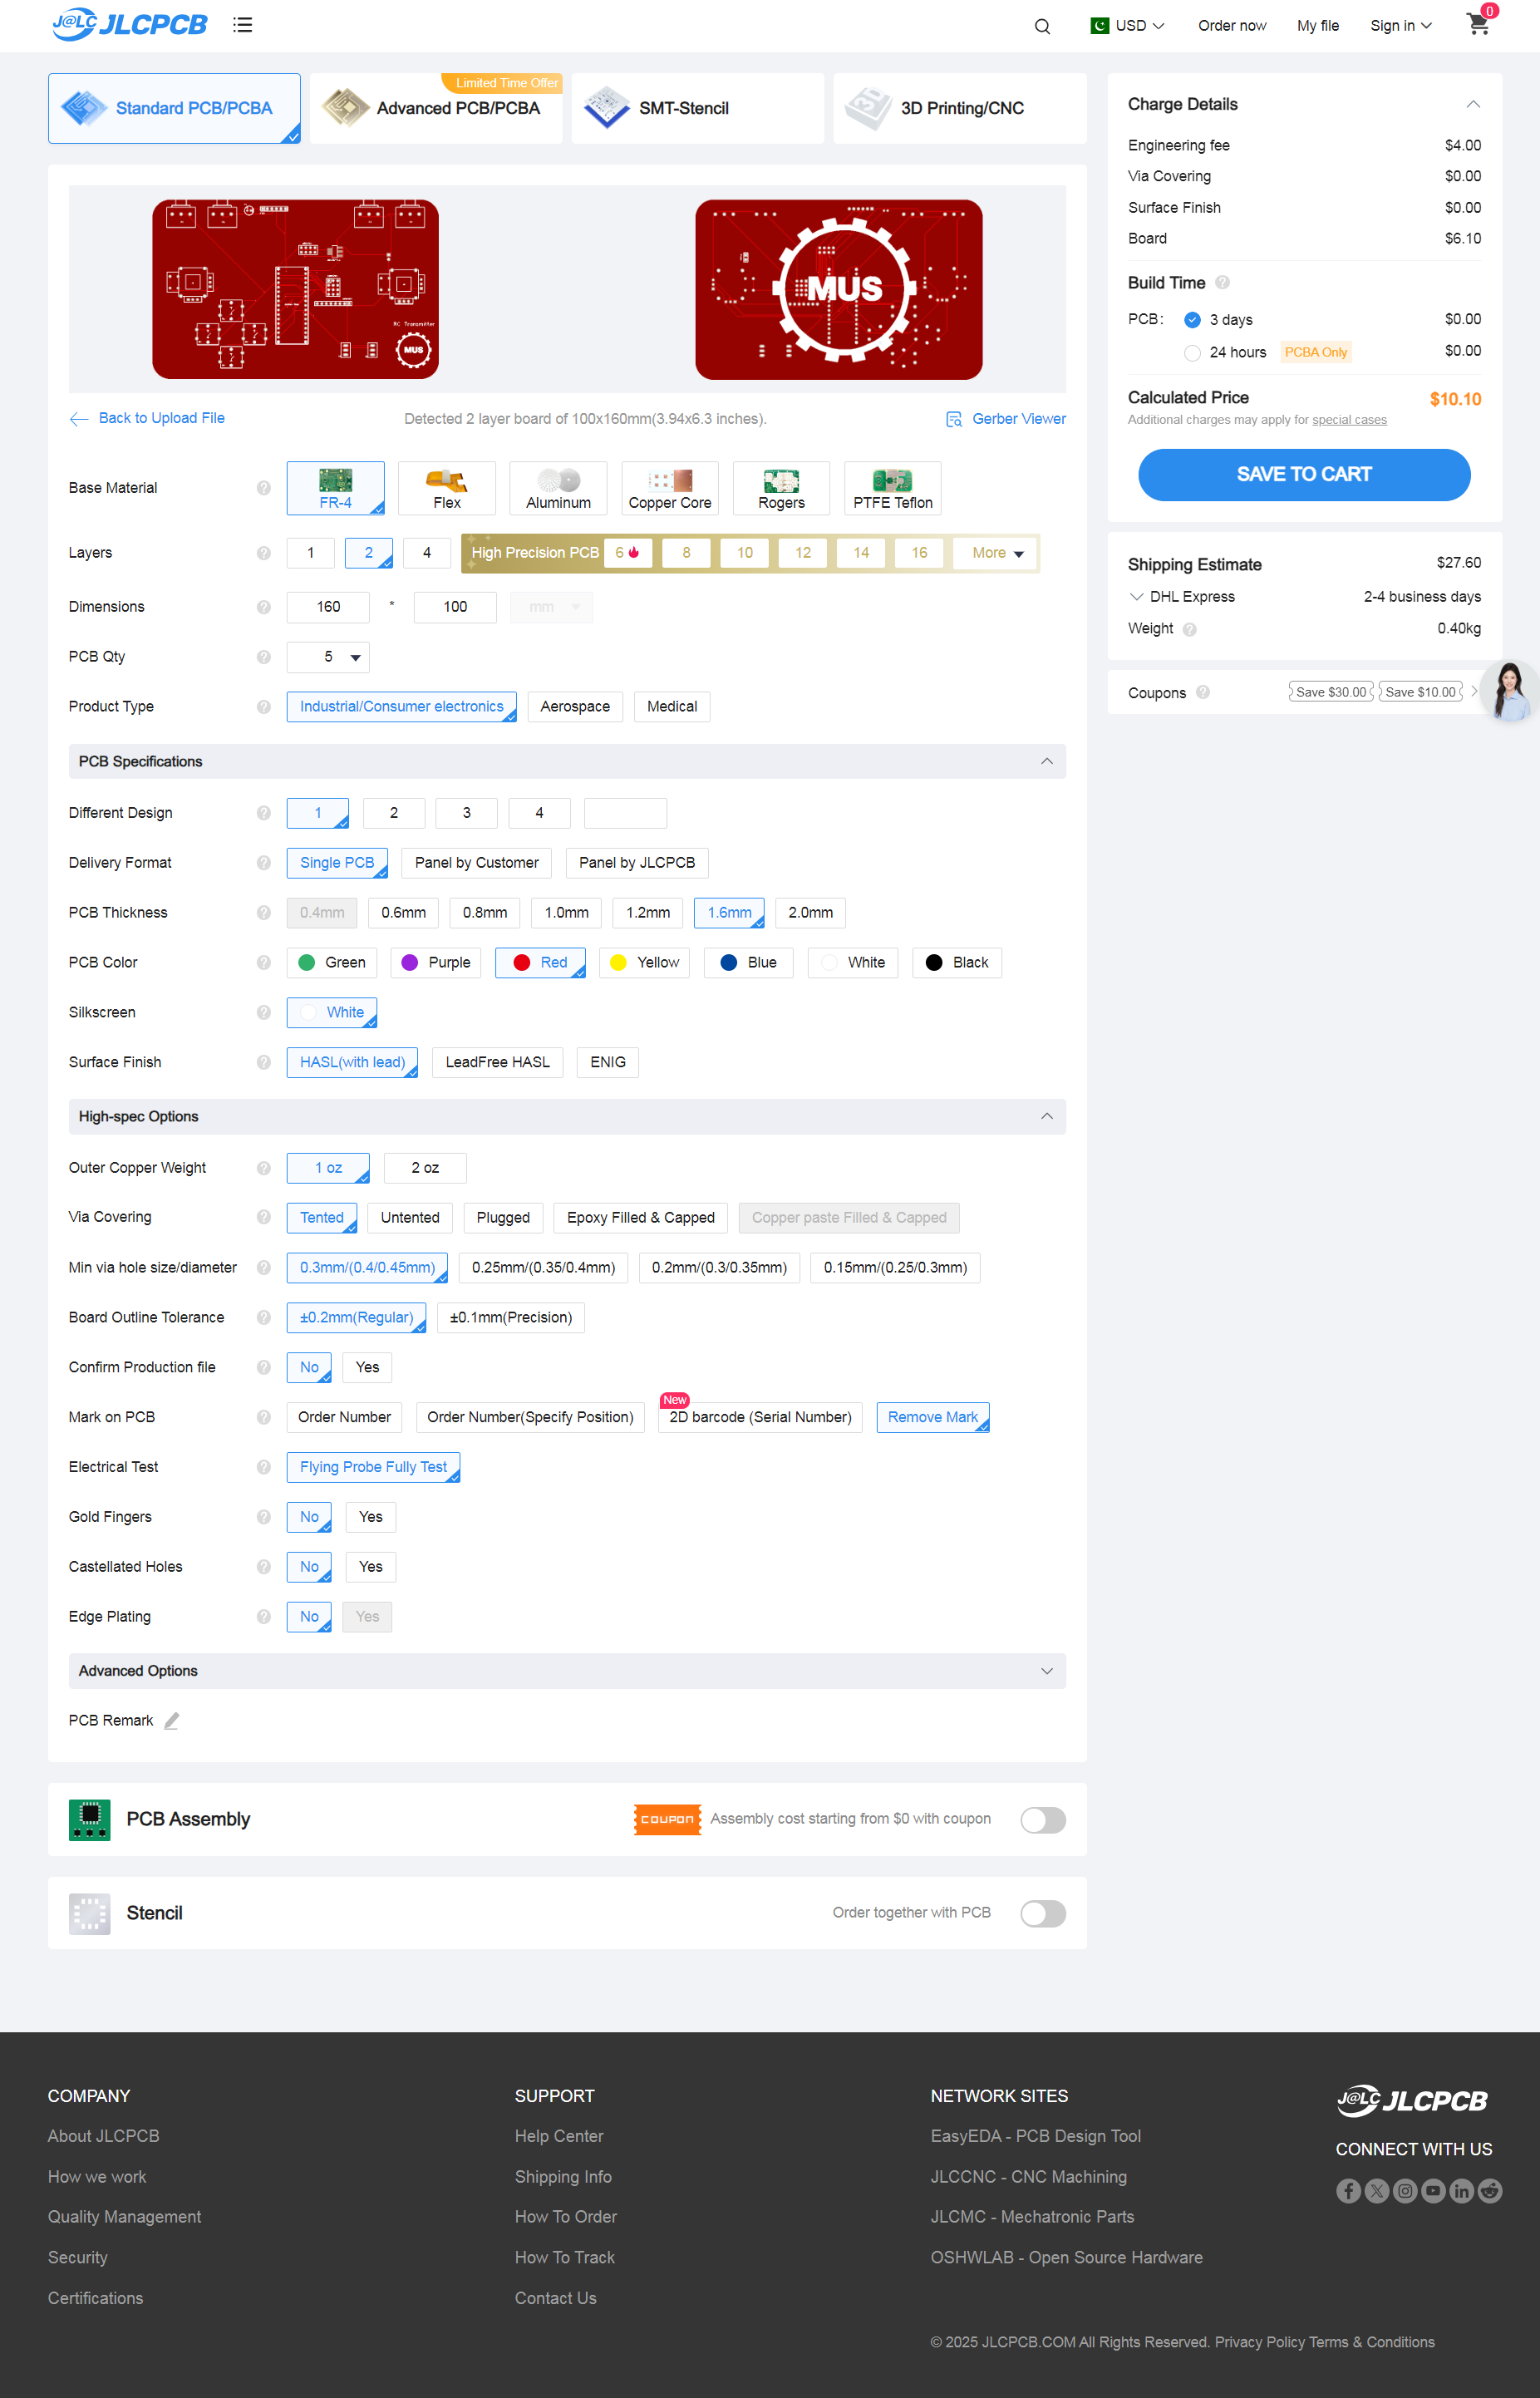 J@LC JLCPCB
USD
Order now
My file
Sign in
0
Standard PCB/PCBA
Limited Time Offer
Advanced PCB/PCBA
SMT-Stencil
3D Printing/CNC
RC Transmitter
MUS
MUS
Back to Upload File
Detected 2 layer board of 100x160mm(3.94x6.3 inches).
Gerber Viewer
Base Material
FR-4
Flex
Aluminum
Copper Core
Rogers
PTFE Teflon
Layers
1
2
4
High Precision PCB
6
8
10
12
14
16
More
Dimensions
160
*
100
mm
PCB Qty
5
Product Type
Industrial/Consumer electronics
Aerospace
Medical
PCB Specifications
Different Design
1
2
3
4
Delivery Format
Single PCB
Panel by Customer
Panel by JLCPCB
PCB Thickness
0.4mm
0.6mm
0.8mm
1.0mm
1.2mm
1.6mm
2.0mm
PCB Color
Green
Purple
Red
Yellow
Blue
White
Black
Silkscreen
White
Surface Finish
HASL(with lead)
LeadFree HASL
ENIG
High-spec Options
Outer Copper Weight
1 oz
2 oz
Via Covering
Tented
Untented
Plugged
Epoxy Filled & Capped
Copper paste Filled & Capped
Min via hole size/diameter
0.3mm/(0.4/0.45mm)
0.25mm/(0.35/0.4mm)
0.2mm/(0.3/0.35mm)
0.15mm/(0.25/0.3mm)
Board Outline Tolerance
±0.2mm(Regular)
±0.1mm(Precision)
Confirm Production file
No
Yes
Mark on PCB
Order Number
Order Number(Specify Position)
New
2D barcode (Serial Number)
Remove Mark
Electrical Test
Flying Probe Fully Test
Gold Fingers
No
Yes
Castellated Holes
No
Yes
Edge Plating
No
Yes
Advanced Options
PCB Remark
PCB Assembly
COUPON
Assembly cost starting from $0 with coupon
Stencil
Order together with PCB
Charge Details
Engineering fee
$4.00
Via Covering
$0.00
Surface Finish
$0.00
Board
$6.10
Build Time
PCB:
3 days
$0.00
24 hours
PCBA Only
$0.00
Calculated Price
$10.10
Additional charges may apply for special cases
SAVE TO CART
Shipping Estimate
$27.60
DHL Express
2-4 business days
Weight
0.40kg
Coupons
Save $30.00
Save $10.00
COMPANY
About JLCPCB
How we work
Quality Management
Security
Certifications
SUPPORT
Help Center
Shipping Info
How To Order
How To Track
Contact Us
NETWORK SITES
EasyEDA - PCB Design Tool
JLCCNC - CNC Machining
JLCMC - Mechatronic Parts
OSHWLAB - Open Source Hardware
J@LC JLCPCB
CONNECT WITH US
© 2025 JLCPCB.COM All Rights Reserved. Privacy Policy Terms & Conditions